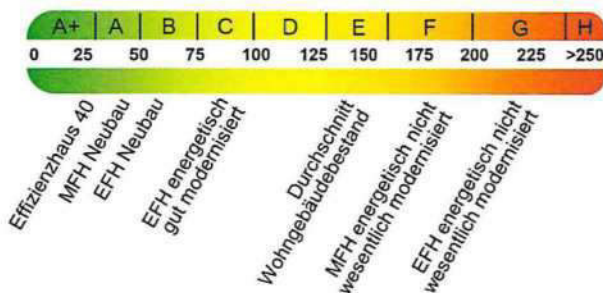 A+ A B C D E F G H
0 25 50 75 100 125 150 175 200 225 >250
Effizienzhaus 40
MFH Neubau
EFH Neubau
EFH energetisch
gut modernisiert
Durchschnitt
Wohngebäudebestand
MFH energetisch nicht
wesentlich modernisiert
EFH energetisch nicht
wesentlich modernisiert